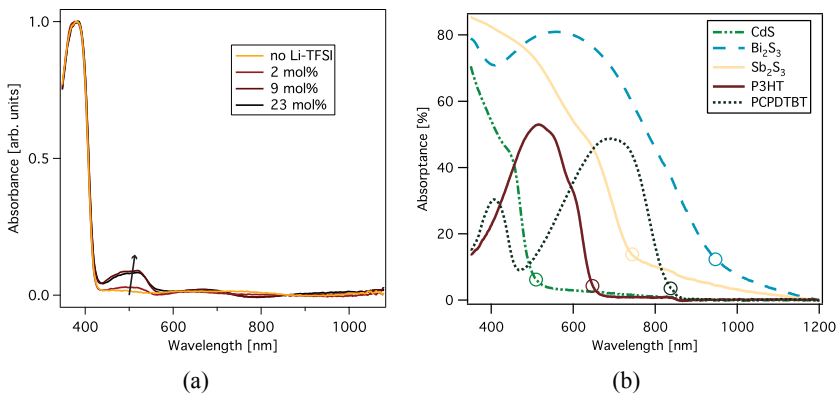 1.0
0.5
0.0
Absorbance [arb. units]
no Li-TFSI
2 mol%
9 mol%
23 mol%
400
600
800
1000
Wavelength [nm]
(a)
80
60
40
20
0
Absorptance [%]
CdS
Bi₂S₃
Sb₂S₃
P3HT
PCPDTBT
400
600
800
1000
1200
Wavelength [nm]
(b)